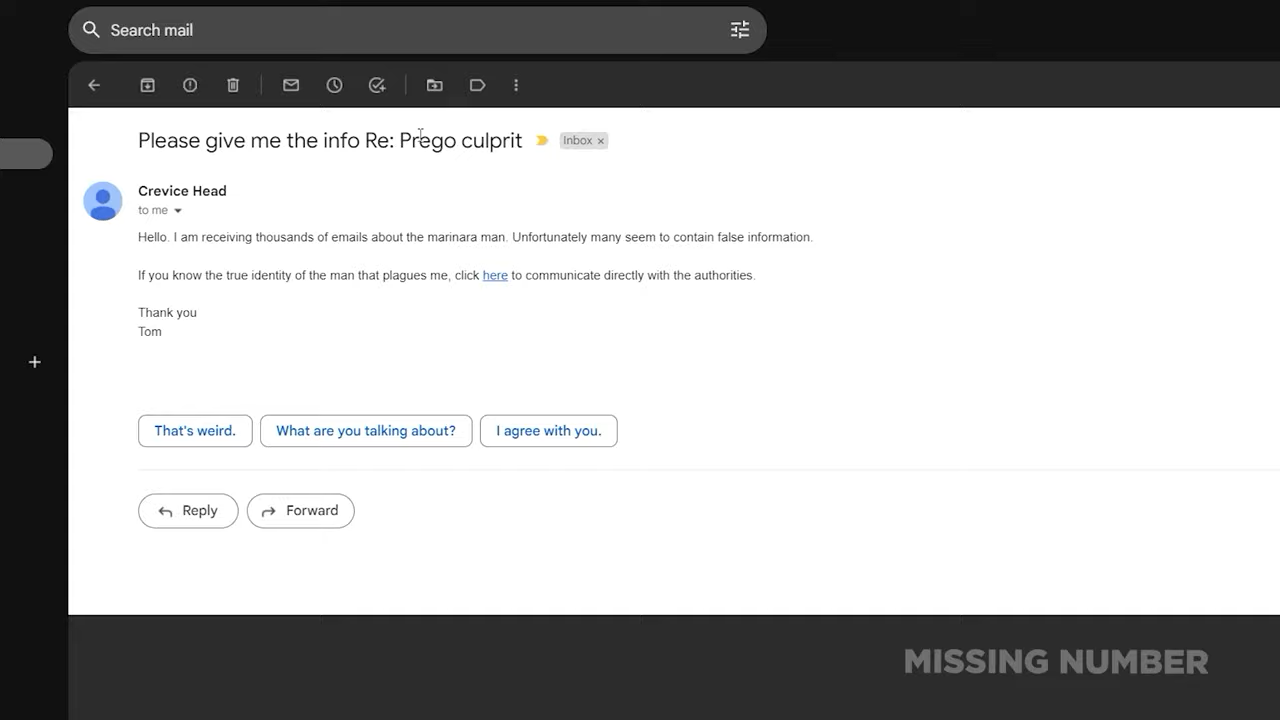 Search mail
Please give me the info Re: Prego culprit
Inbox ×
Crevice Head
to me
Hello. I am receiving thousands of emails about the marinara man. Unfortunately many seem to contain false information.
If you know the true identity of the man that plagues me, click here to communicate directly with the authorities.
Thank you
Tom
That's weird.
What are you talking about?
I agree with you.
Reply
Forward
MISSING NUMBER